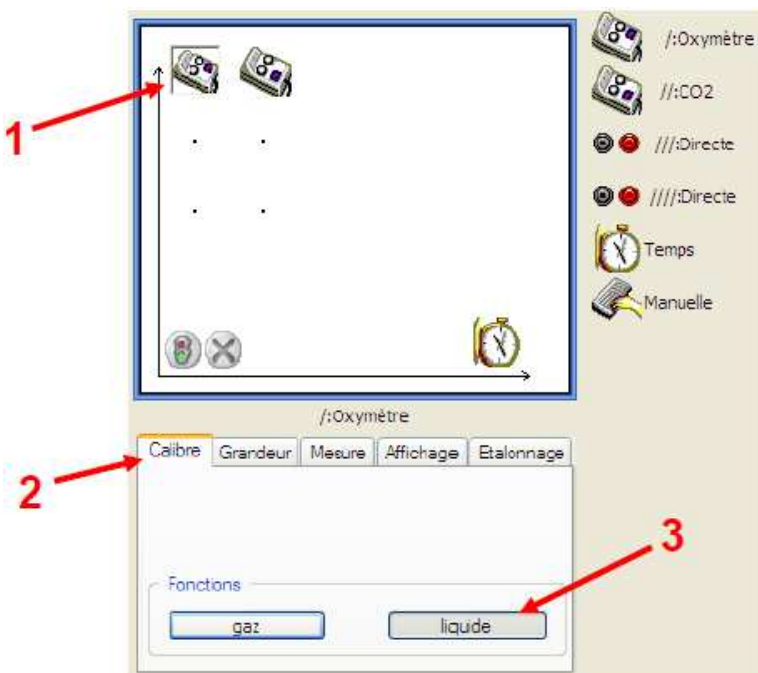 /:Oxymètre
//:CO2
1
///:Directe
////:Directe
Temps
Manuelle
/:Oxymètre
Calibre Grandeur Mesure Affichage Etalonnage
2
3
Fonctions
gaz liquide